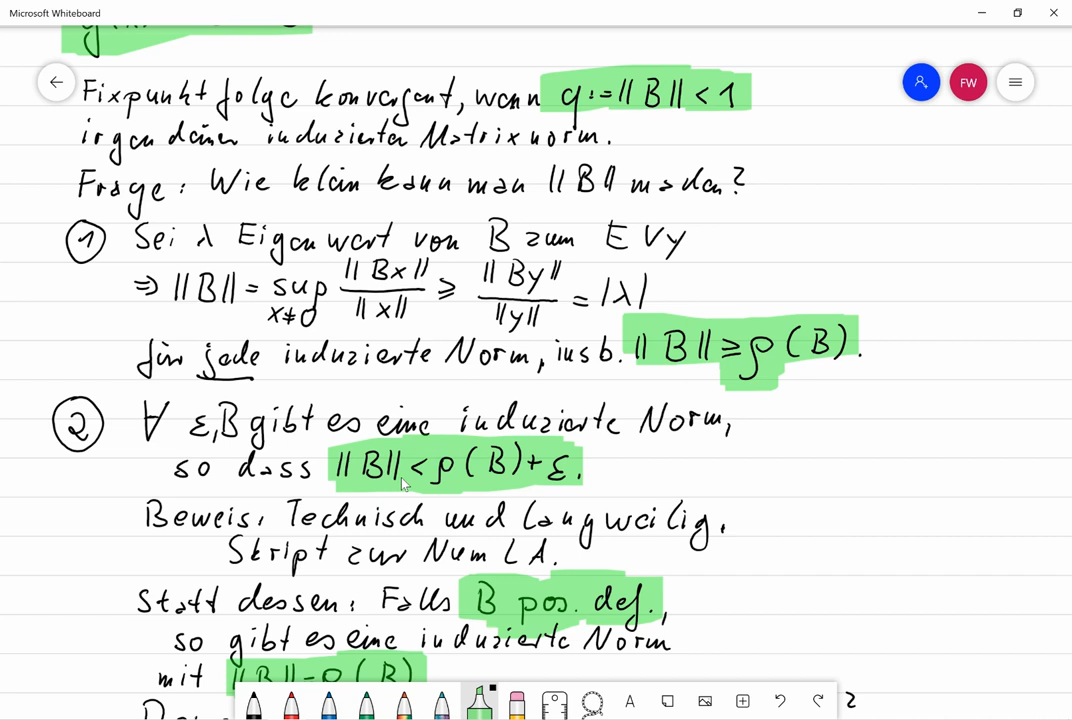 Microsoft Whiteboard
Fixpunktfolge konvergent, wenn q := ||B|| < 1
irgendeiner induzierten Matrixnorm.
FW
Frage: Wie klein kann man ||B|| machen?
① Sei λ Eigenwert von B zum EV y
⇒ ||B|| = sup x≠0 ||Bx|| / ||x|| ≥ ||By|| / ||y|| = |λ|
für jede induzierte Norm, insb. ||B|| ≥ ρ(B).
② ∀ ε,B gibt es eine induzierte Norm,
so dass ||B|| < ρ(B) + ε.
Beweis: Technisch und langweilig.
Skript zur Num LA.
Statt dessen: Falls B pos. def.,
so gibt es eine induzierte Norm
mit ||B|| = ρ(B)
A